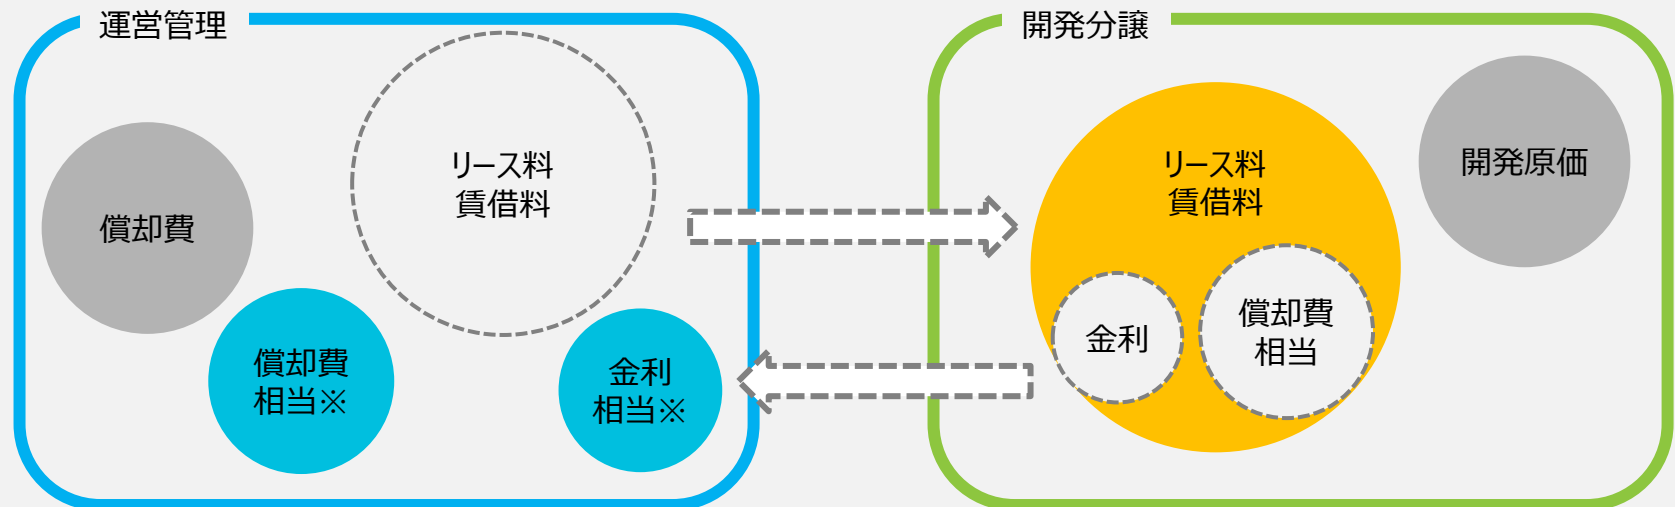 運営管理
リース料
賃借料
償却費
償却費
相当※
金利
相当※
開発分譲
リース料
賃借料
開発原価
金利
償却費
相当